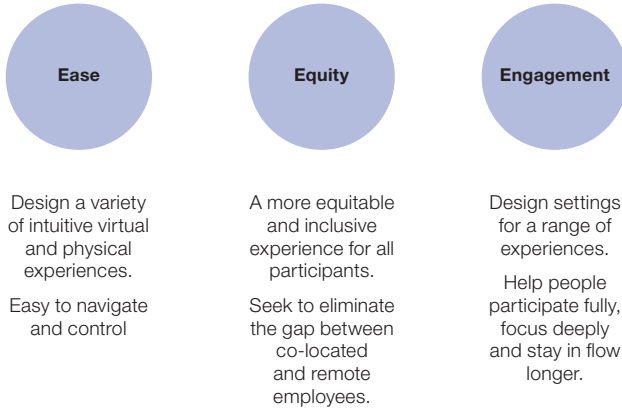 Ease
Design a variety
of intuitive virtual
and physical
experiences.
Easy to navigate
and control
Equity
A more equitable
and inclusive
experience for all
participants.
Seek to eliminate
the gap between
co-located
and remote
employees.
Engagement
Design settings
for a range of
experiences.
Help people
participate fully,
focus deeply
and stay in flow
longer.